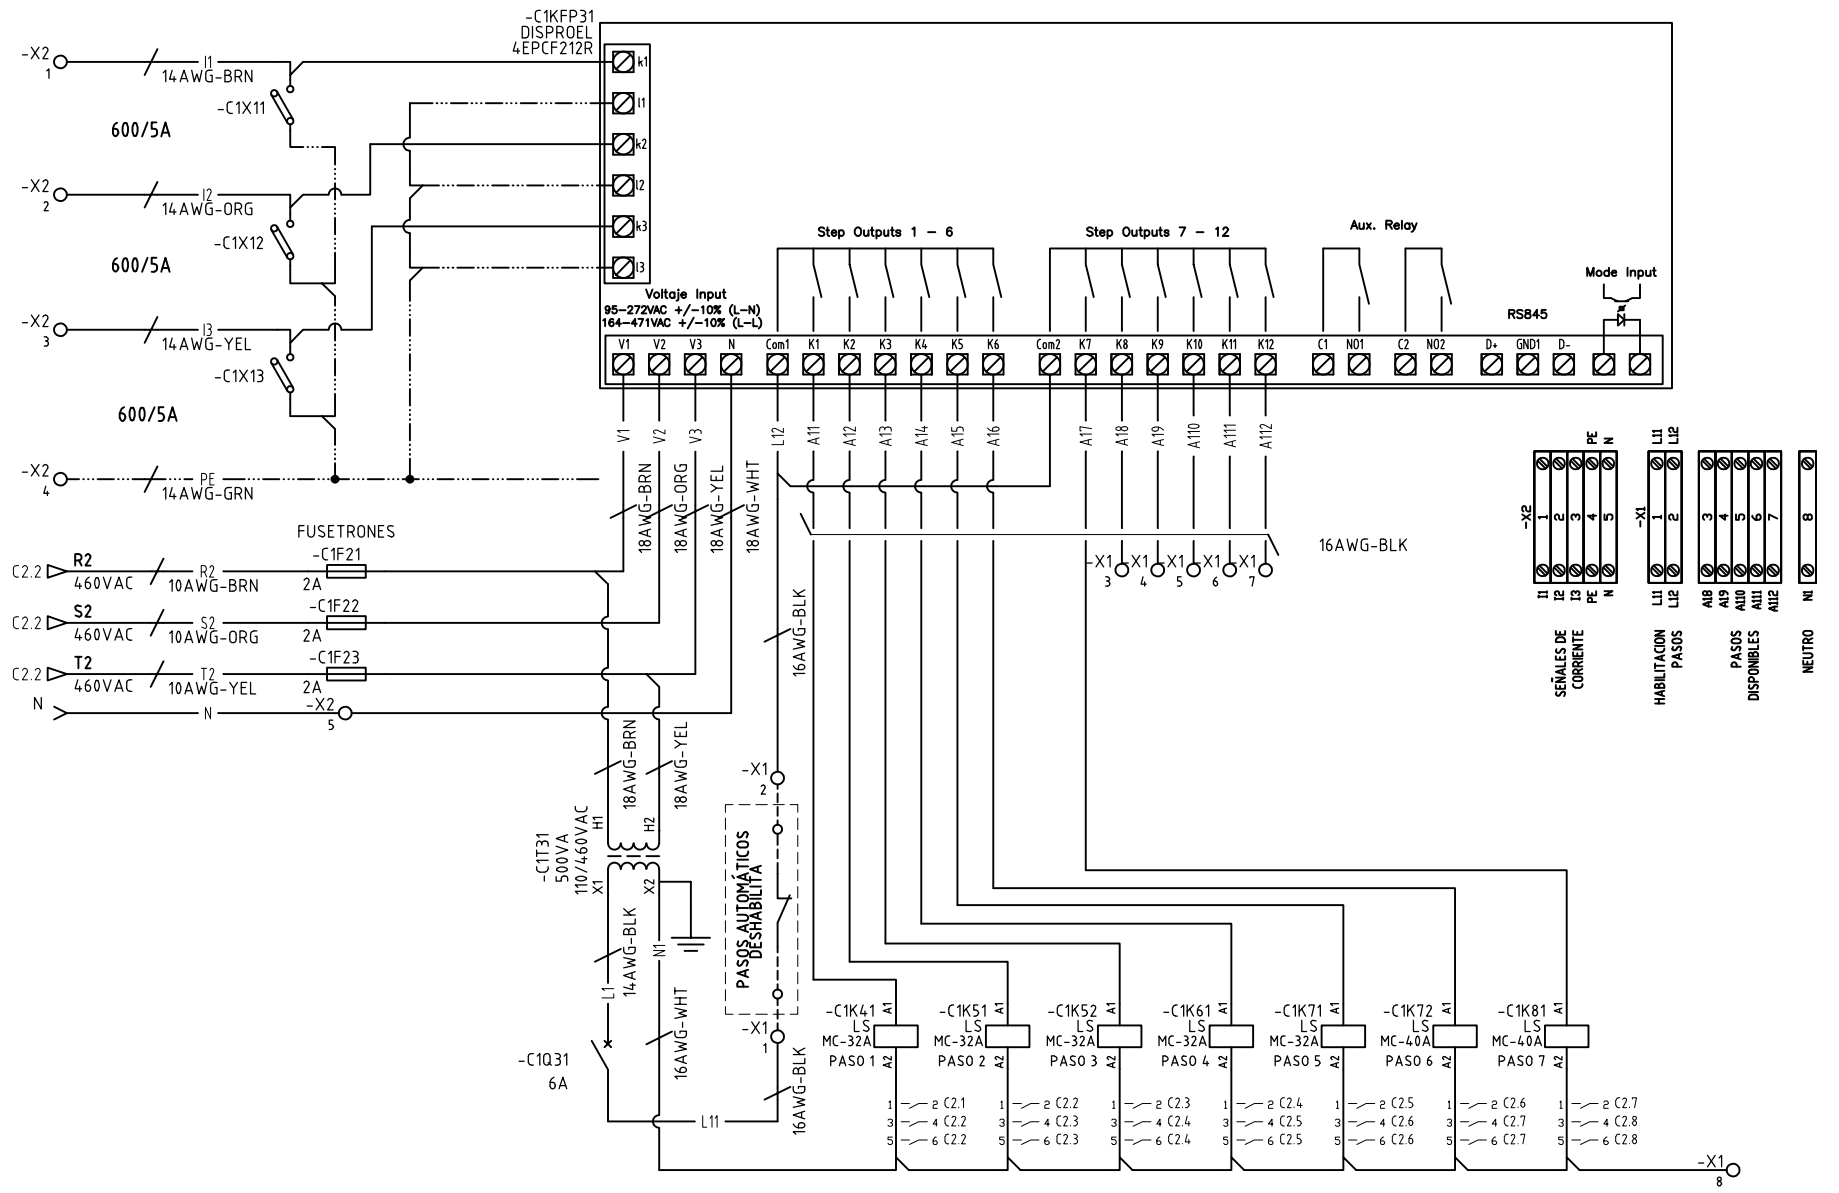 -C1KFP31
DISPROEL
4EPCF212R
-X2
1
I1
14AWG-BRN
-C1X11
600/5A
k1
l1
k2
l2
k3
l3
-X2
2
I2
14AWG-ORG
-C1X12
600/5A
-X2
3
I3
14AWG-YEL
-C1X13
600/5A
-X2
4
PE
14AWG-GRN
Step Outputs 1 - 6
Step Outputs 7 - 12
Aux. Relay
Mode Input
Voltaje Input
95-272VAC +/-10% (L-N)
164-471VAC +/-10% (L-L)
RS845
V1 V2 V3 N Com1 K1 K2 K3 K4 K5 K6 Com2 K7 K8 K9 K10 K11 K12 C1 NO1 C2 NO2 D+ GND1 D-
V1 V2 V3 L12 A11 A12 A13 A14 A15 A16 A17 A18 A19 A110 A111 A112
18AWG-BRN
18AWG-ORG
18AWG-YEL
18AWG-WHT
16AWG-BLK
-X1 -X1 -X1 -X1 -X1
3 4 5 6 7
FUSETRONES
C2.2
R2
460VAC
R2
10AWG-BRN
-C1F21
2A
C2.2
S2
460VAC
S2
10AWG-ORG
-C1F22
2A
C2.2
T2
460VAC
T2
10AWG-YEL
-C1F23
2A
N
N
-X2
5
16AWG-BLK
18AWG-BRN
18AWG-YEL
-C1T31
500VA
110/460VAC
H1
H2
X1
X2
-X1
2
PASOS AUTOMÁTICOS
DESHABILITA
-X1
1
14AWG-BLK
L1
N1
16AWG-WHT
-C1Q31
6A
L11
16AWG-BLK
-C1K41
LS
MC-32A
PASO 1
A1
A2
-C1K51
LS
MC-32A
PASO 2
A1
A2
-C1K52
LS
MC-32A
PASO 3
A1
A2
-C1K61
LS
MC-32A
PASO 4
A1
A2
-C1K71
LS
MC-32A
PASO 5
A1
A2
-C1K72
LS
MC-40A
PASO 6
A1
A2
-C1K81
LS
MC-40A
PASO 7
A1
A2
1 2 C2.1
3 4 C2.2
5 6 C2.2
1 2 C2.2
3 4 C2.3
5 6 C2.3
1 2 C2.3
3 4 C2.4
5 6 C2.4
1 2 C2.4
3 4 C2.5
5 6 C2.5
1 2 C2.5
3 4 C2.6
5 6 C2.6
1 2 C2.6
3 4 C2.7
5 6 C2.7
1 2 C2.7
3 4 C2.8
5 6 C2.8
-X1
8
-X2
PE N
1 2 3 4 5
I1 I2 I3 PE N
SEÑALES DE
CORRIENTE
-X1
L11 L12
1 2
L11 L12
HABILITACION
PASOS
3 4 5 6 7
A18 A19 A110 A111 A112
PASOS
DISPONIBLES
8
N1
NEUTRO